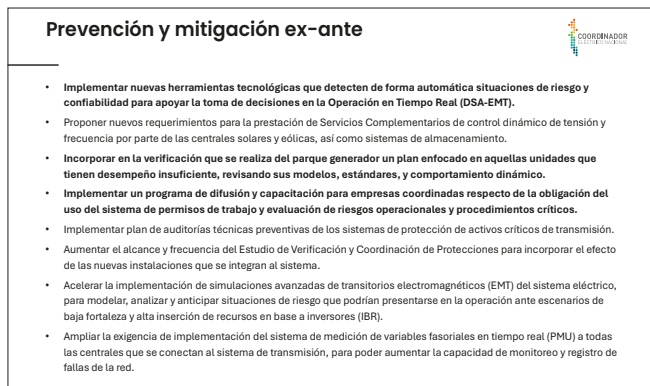 Prevención y mitigación ex-ante
COORDINADOR
ELÉCTRICO NACIONAL
• Implementar nuevas herramientas tecnológicas que detecten de forma automática situaciones de riesgo y
confiabilidad para apoyar la toma de decisiones en la Operación en Tiempo Real (DSA-EMT).
• Proponer nuevos requerimientos para la prestación de Servicios Complementarios de control dinámico de tensión y
frecuencia por parte de las centrales solares y eólicas, así como sistemas de almacenamiento.
• Incorporar en la verificación que se realiza del parque generador un plan enfocado en aquellas unidades que
tienen desempeño insuficiente, revisando sus modelos, estándares, y comportamiento dinámico.
• Implementar un programa de difusión y capacitación para empresas coordinadas respecto de la obligación del
uso del sistema de permisos de trabajo y evaluación de riesgos operacionales y procedimientos críticos.
• Implementar plan de auditorías técnicas preventivas de los sistemas de protección de activos críticos de transmisión.
• Aumentar el alcance y frecuencia del Estudio de Verificación y Coordinación de Protecciones para incorporar el efecto
de las nuevas instalaciones que se integran al sistema.
• Acelerar la implementación de simulaciones avanzadas de transitorios electromagnéticos (EMT) del sistema eléctrico,
para modelar, analizar y anticipar situaciones de riesgo que podrían presentarse en la operación ante escenarios de
baja fortaleza y alta inserción de recursos en base a inversores (IBR).
• Ampliar la exigencia de implementación del sistema de medición de variables fasoriales en tiempo real (PMU) a todas
las centrales que se conectan al sistema de transmisión, para poder aumentar la capacidad de monitoreo y registro de
fallas de la red.